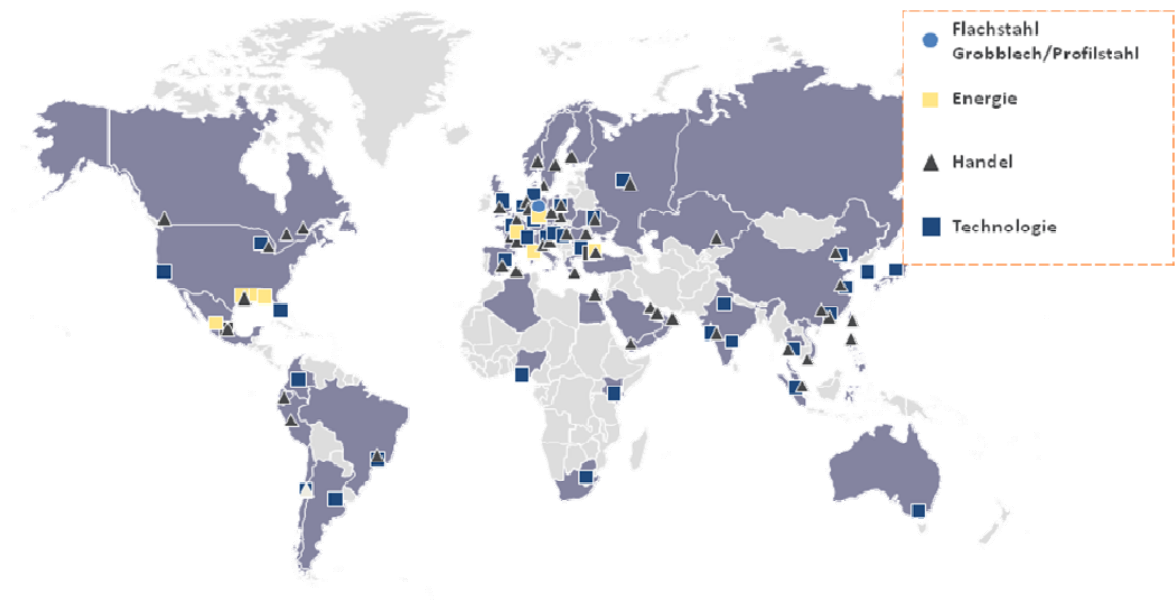 Flachstahl
Grobblech/Profilstahl
Energie
Handel
Technologie